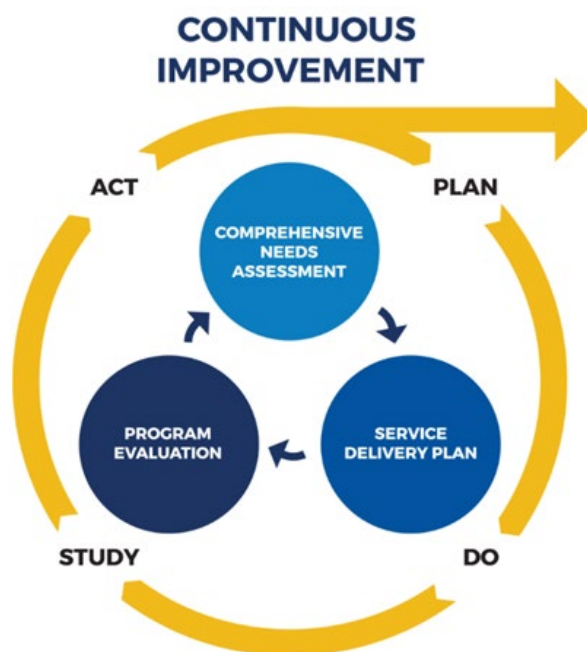 CONTINUOUS
IMPROVEMENT
ACT
PLAN
COMPREHENSIVE
NEEDS
ASSESSMENT
PROGRAM
EVALUATION
SERVICE
DELIVERY PLAN
STUDY
DO